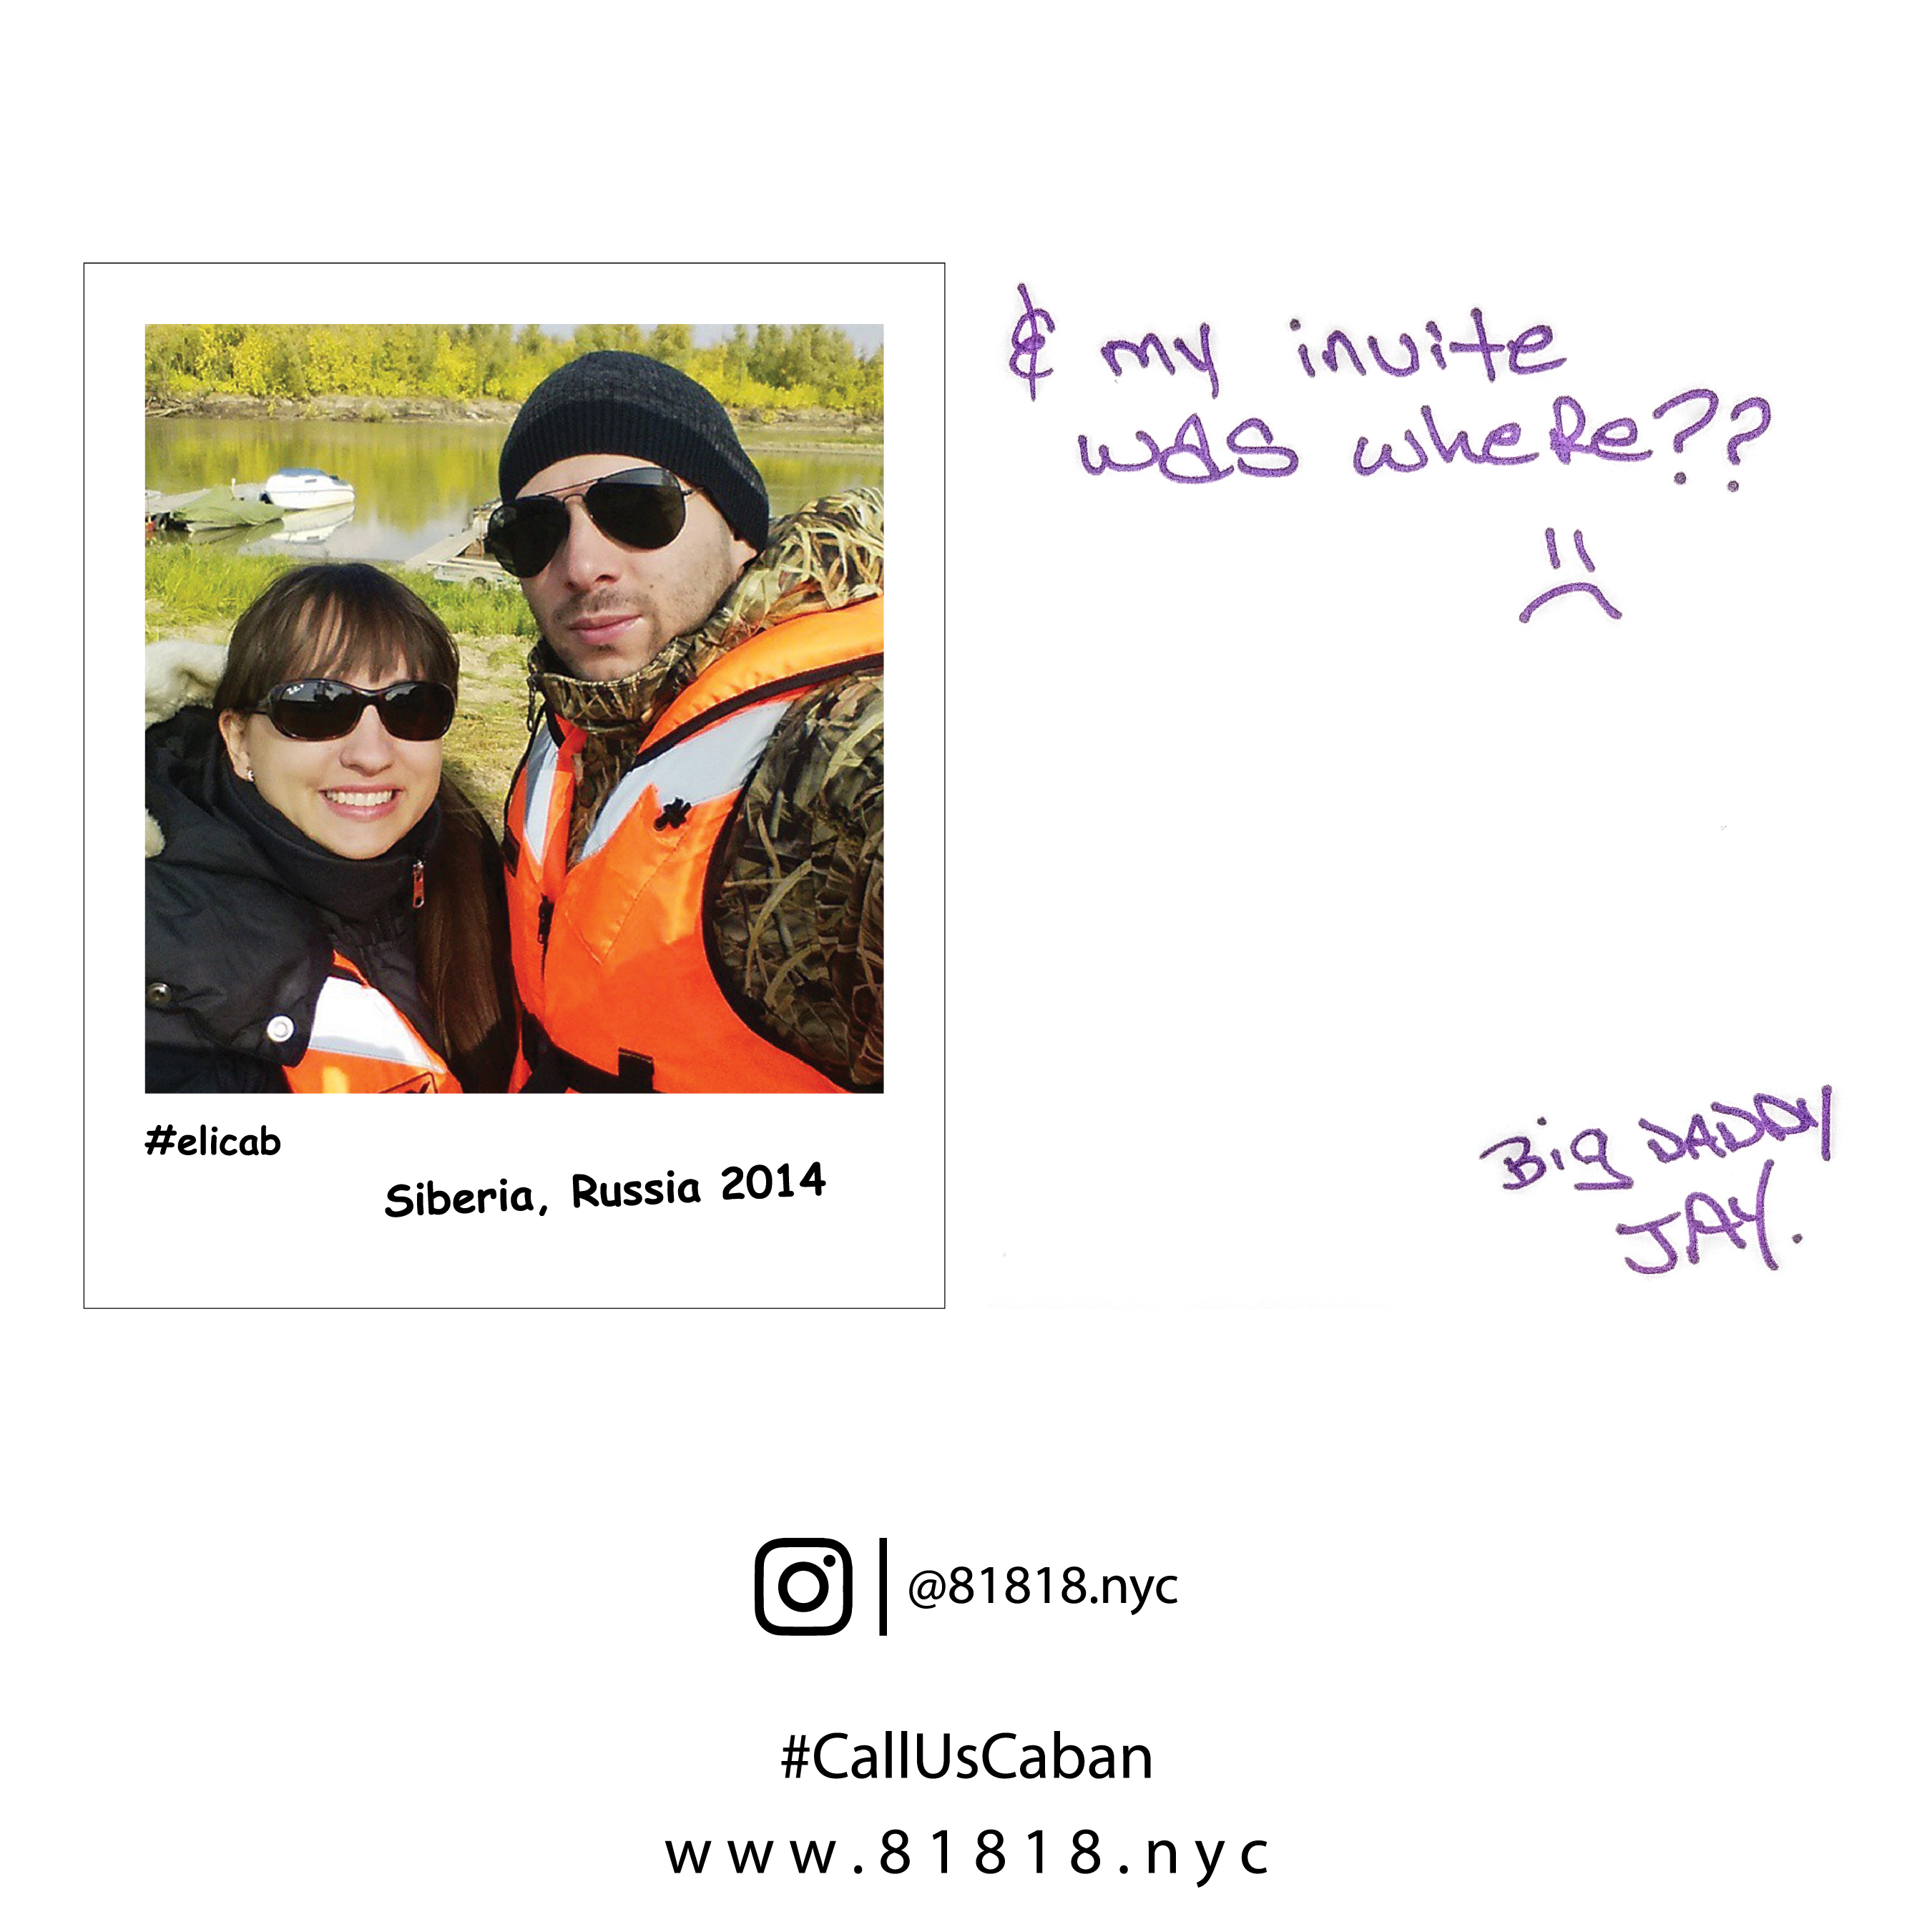 & my invite
was where??
#elicab
Siberia, Russia 2014
Big DADDY
JAY.
@81818.nyc
#CallUsCaban
www.81818.nyc